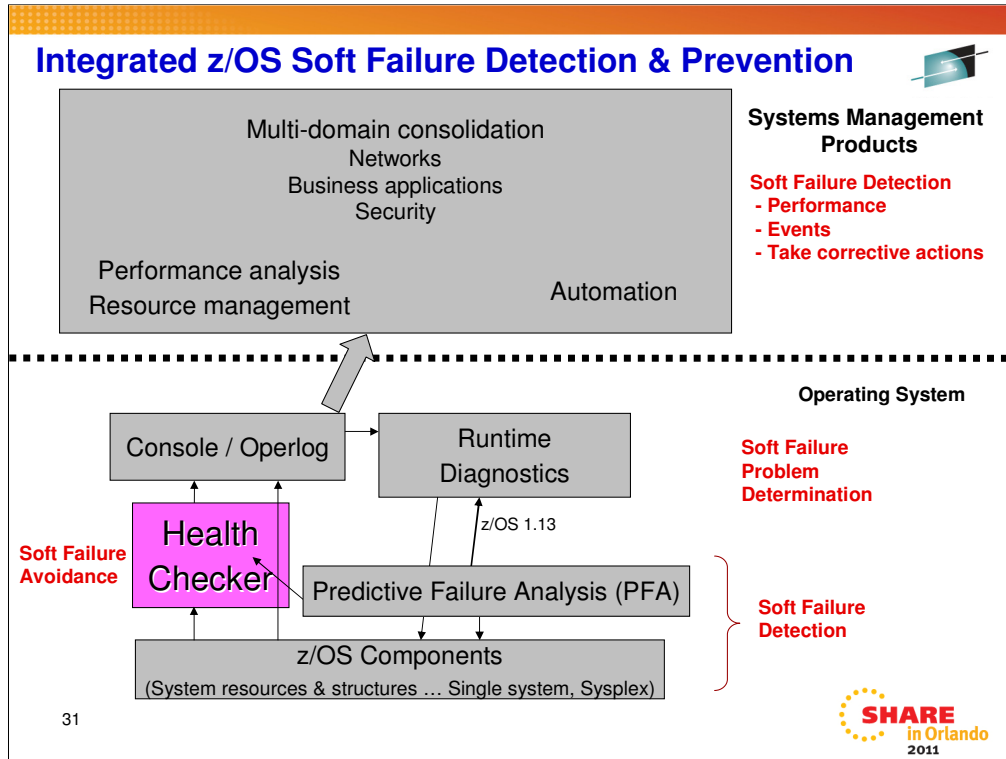 Integrated z/OS Soft Failure Detection & Prevention
Multi-domain consolidation
Networks
Business applications
Security
Performance analysis
Resource management
Automation
Systems Management
Products
Soft Failure Detection
- Performance
- Events
- Take corrective actions
Operating System
Console / Operlog
Runtime
Diagnostics
Soft Failure
Problem
Determination
z/OS 1.13
Health
Checker
Soft Failure
Avoidance
Predictive Failure Analysis (PFA)
Soft Failure
Detection
z/OS Components
(System resources & structures … Single system, Sysplex)
31
SHARE
in Orlando
2011